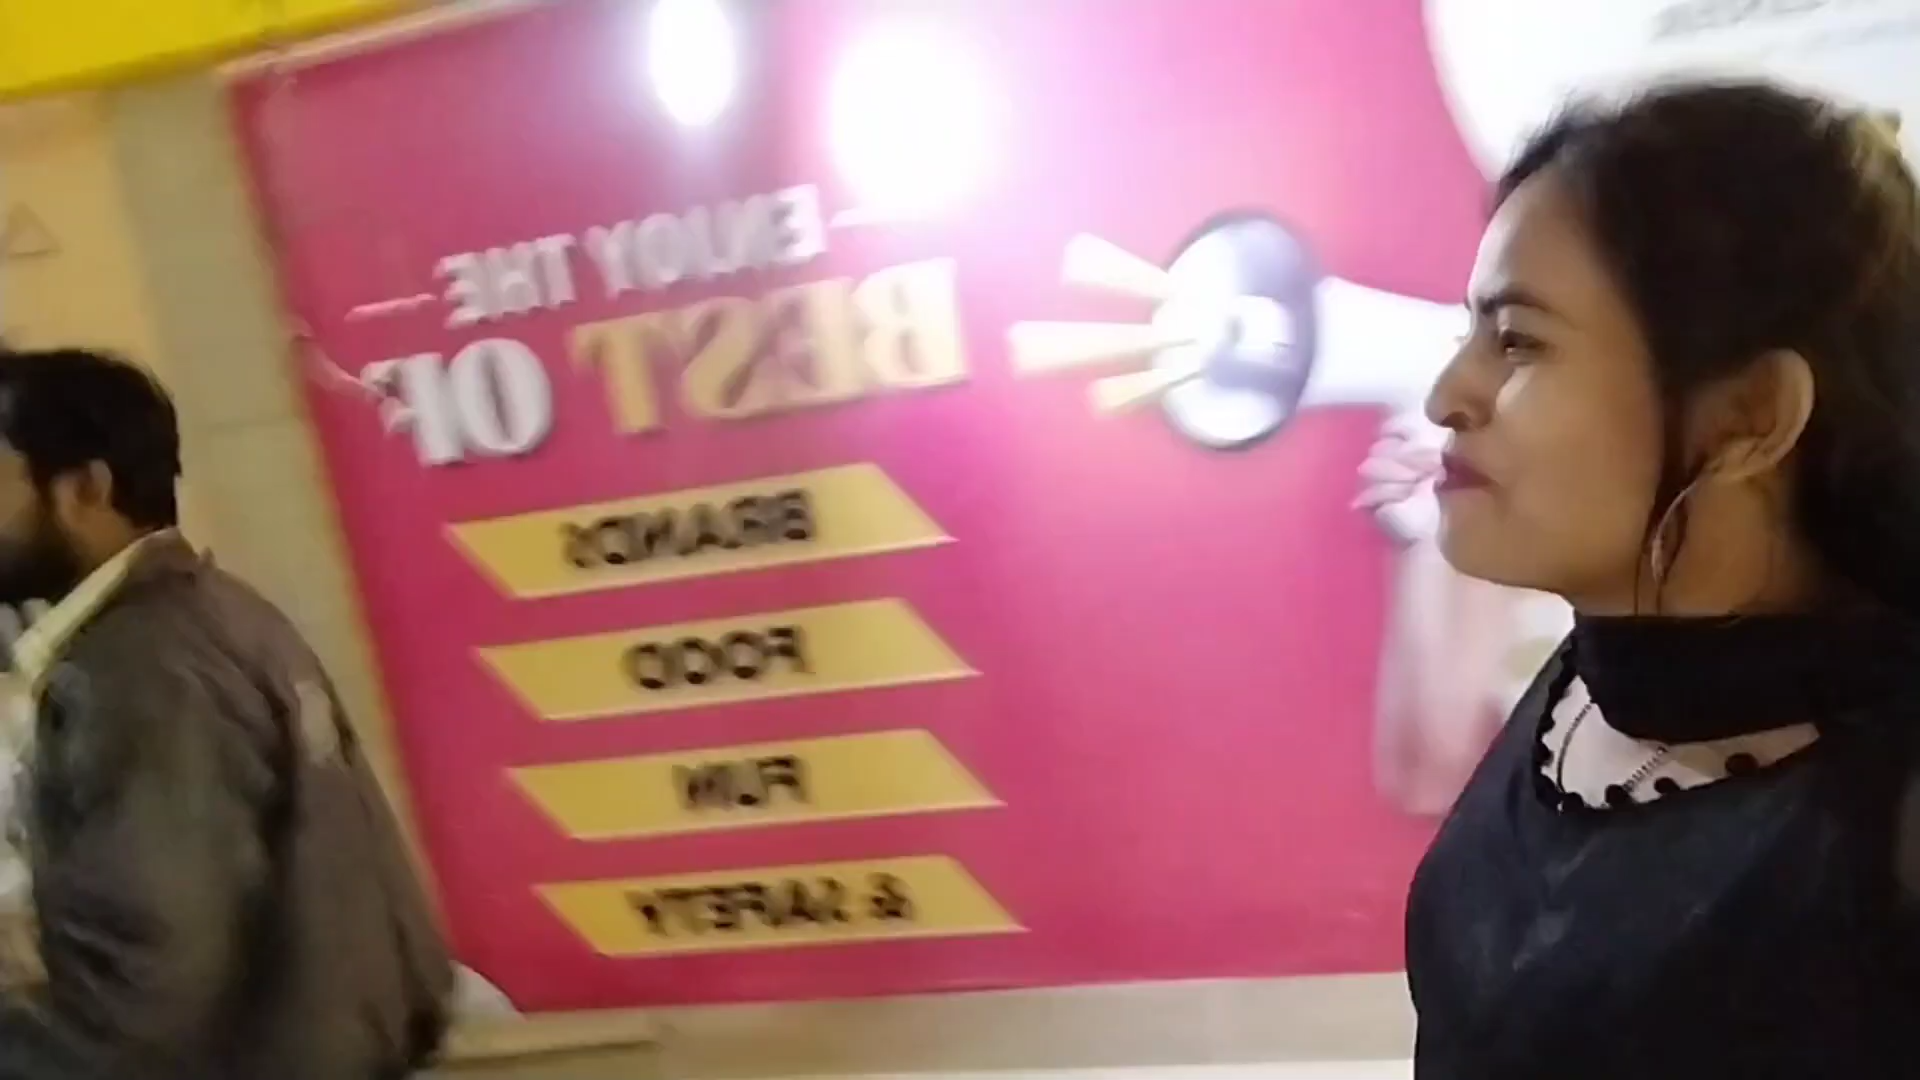 ENJOY THE
BEST OF
BRANDS
FOOD
FUN
& SAFETY